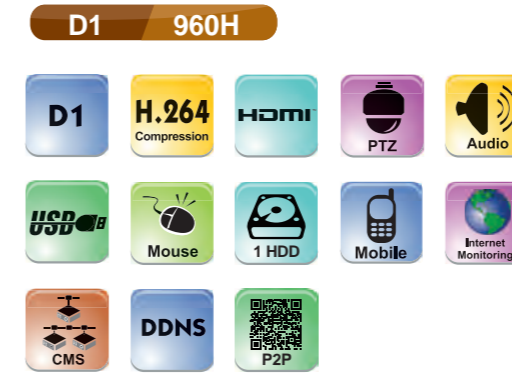 D1 960H
D1
H.264
Compression
HDMI
PTZ
Audio
USB
Mouse
1 HDD
Mobile
Internet
Monitoring
CMS
DDNS
P2P